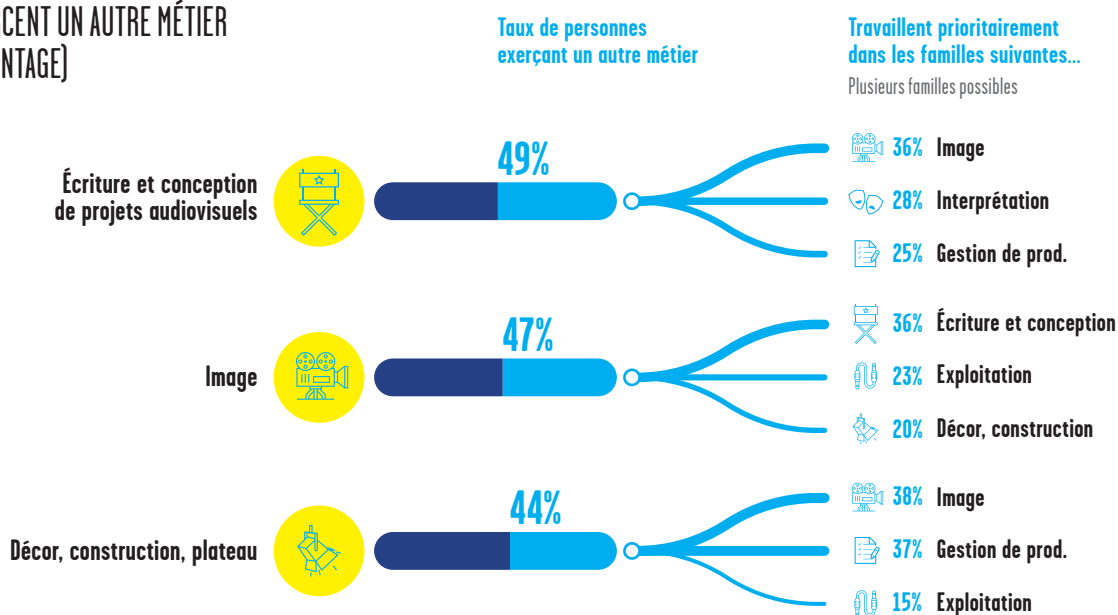 UN AUTRE MÉTIER
Taux de personnes
exerçant un autre métier
Travaillent prioritairement
dans les familles suivantes...
Plusieurs familles possibles
Écriture et conception
de projets audiovisuels
49%
36% Image
28% Interprétation
25% Gestion de prod.
Image
47%
36% Écriture et conception
23% Exploitation
20% Décor, construction
Décor, construction, plateau
44%
38% Image
37% Gestion de prod.
15% Exploitation